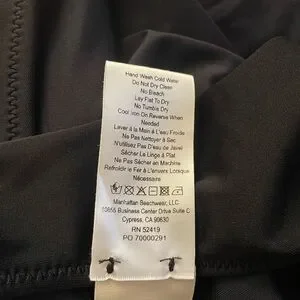 Hand Wash Cold Water
Do Not Dry Clean
No Bleach
Lay Flat To Dry
No Tumble Dry
Cool Iron On Reverse When
Needed
Laver à la Main à L'eau Froide
Ne Pas Nettoyer à Sec
N'utilisez Pas D'eau de Javel
Sécher Le Linge à Plat
Ne Pas Sécher en Machine
Refroidir le Fer à L'envers Lorsque
Nécessaire
Manhattan Beachwear, LLC.
10855 Business Center Drive Suite C
Cypress, CA 90630
RN 52419
PO 70000291